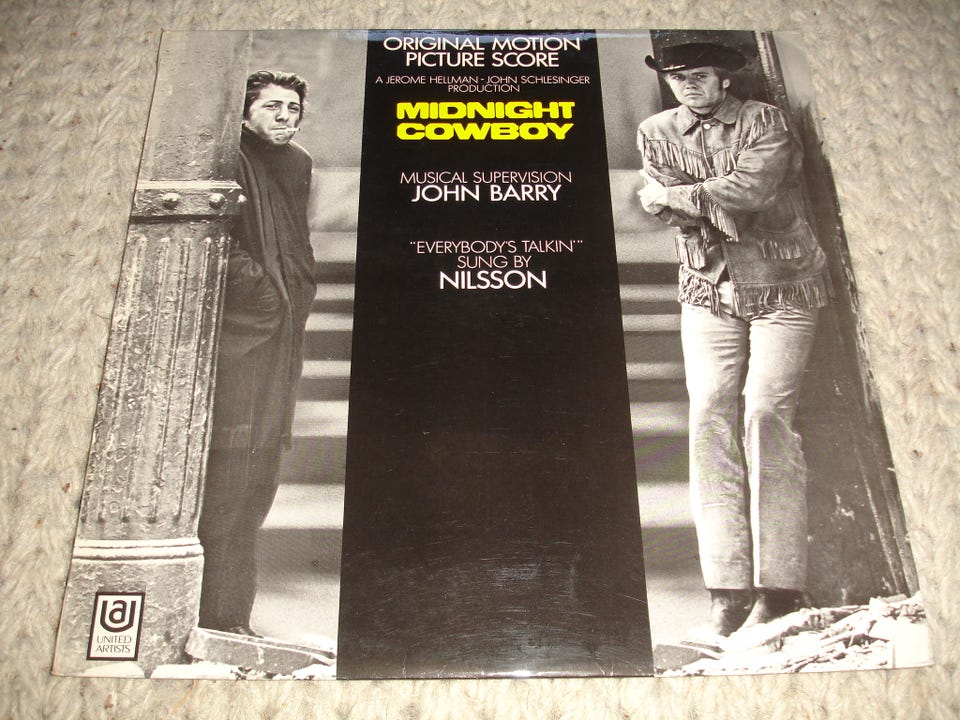 ORIGINAL MOTION
PICTURE SCORE
A JEROME HELLMAN - JOHN SCHLESINGER
PRODUCTION
MIDNIGHT
COWBOY
MUSICAL SUPERVISION
JOHN BARRY
"EVERYBODY'S TALKIN'"
SUNG BY
NILSSON
ua
UNITED
ARTISTS